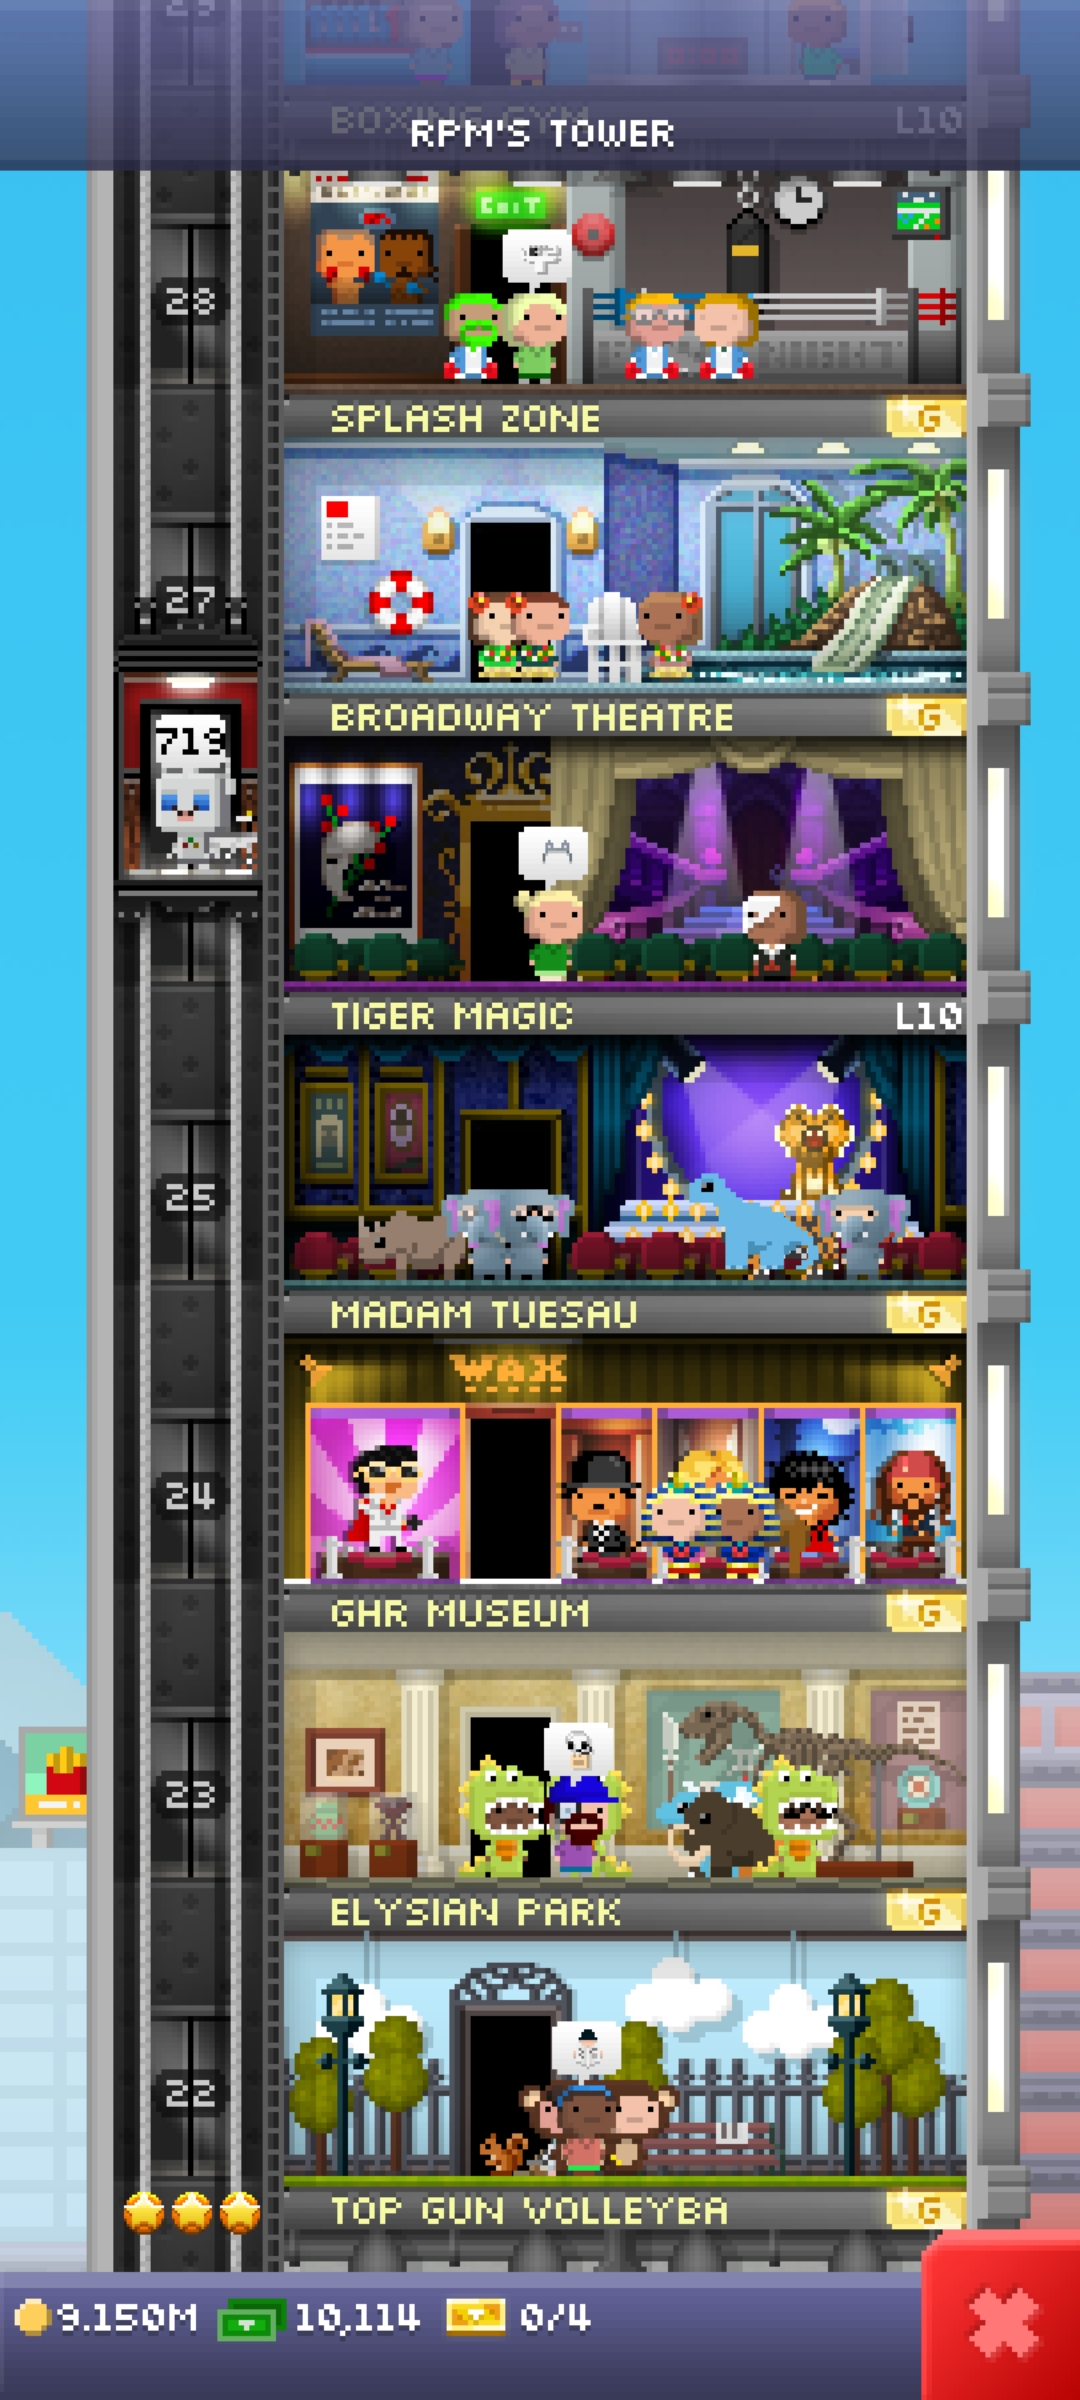 29
BOXING GYM L10
RPM'S TOWER
EXIT
28
SPLASH ZONE G
27
BROADWAY THEATRE G
719
TIGER MAGIC L10
25
MADAM TUESAU G
WAX
24
GHR MUSEUM G
23
ELYSIAN PARK G
22
TOP GUN VOLLEYBA G
9.150M 10,114 0/4